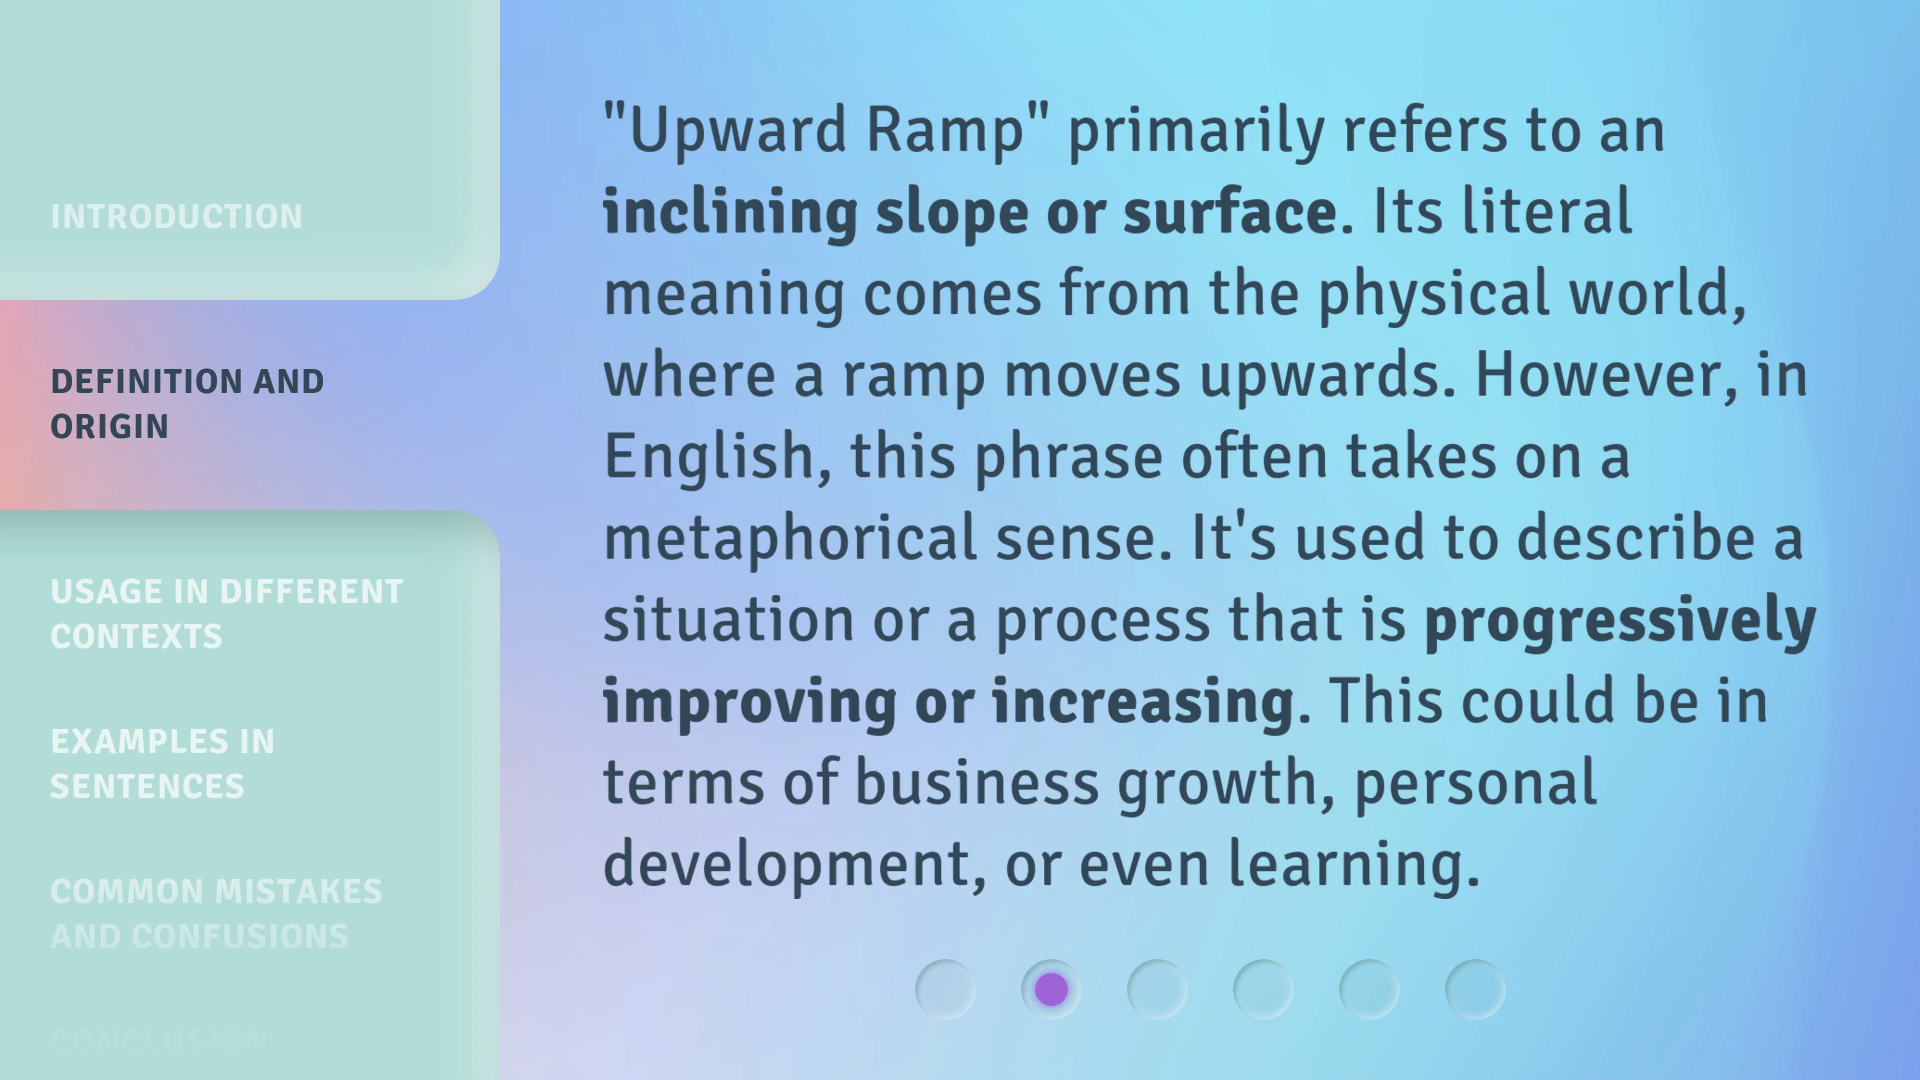 INTRODUCTION
DEFINITION AND
ORIGIN
USAGE IN DIFFERENT
CONTEXTS
EXAMPLES IN
SENTENCES
COMMON MISTAKES
AND CONFUSIONS
CONCLUSION
"Upward Ramp" primarily refers to an
inclining slope or surface. Its literal
meaning comes from the physical world,
where a ramp moves upwards. However, in
English, this phrase often takes on a
metaphorical sense. It's used to describe a
situation or a process that is progressively
improving or increasing. This could be in
terms of business growth, personal
development, or even learning.